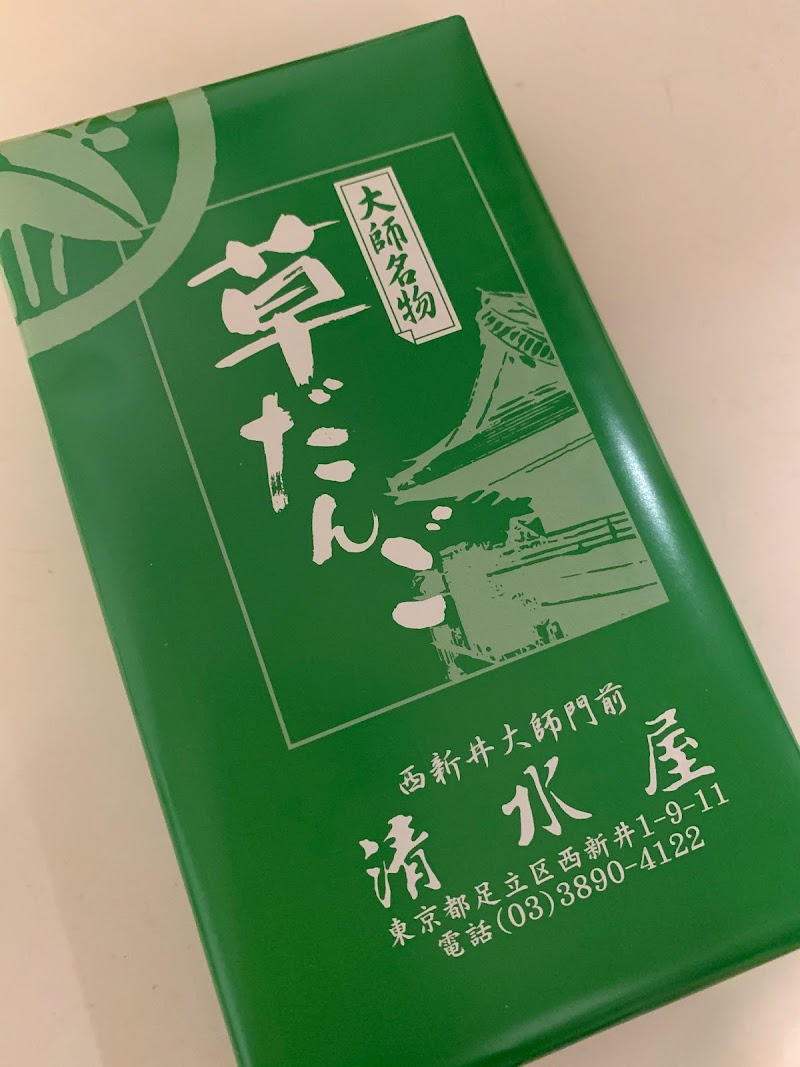 大師名物
草だんご
西新井大師門前
清水屋
東京都足立区西新井1-9-11
電話(03)3890-4122